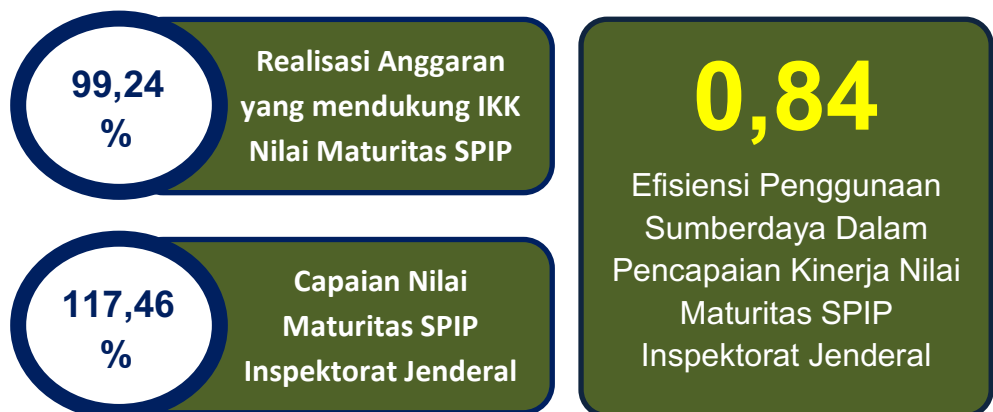 99,24
%
Realisasi Anggaran
yang mendukung IKK
Nilai Maturitas SPIP
117,46
%
Capaian Nilai
Maturitas SPIP
Inspektorat Jenderal
0,84
Efisiensi Penggunaan
Sumberdaya Dalam
Pencapaian Kinerja Nilai
Maturitas SPIP
Inspektorat Jenderal